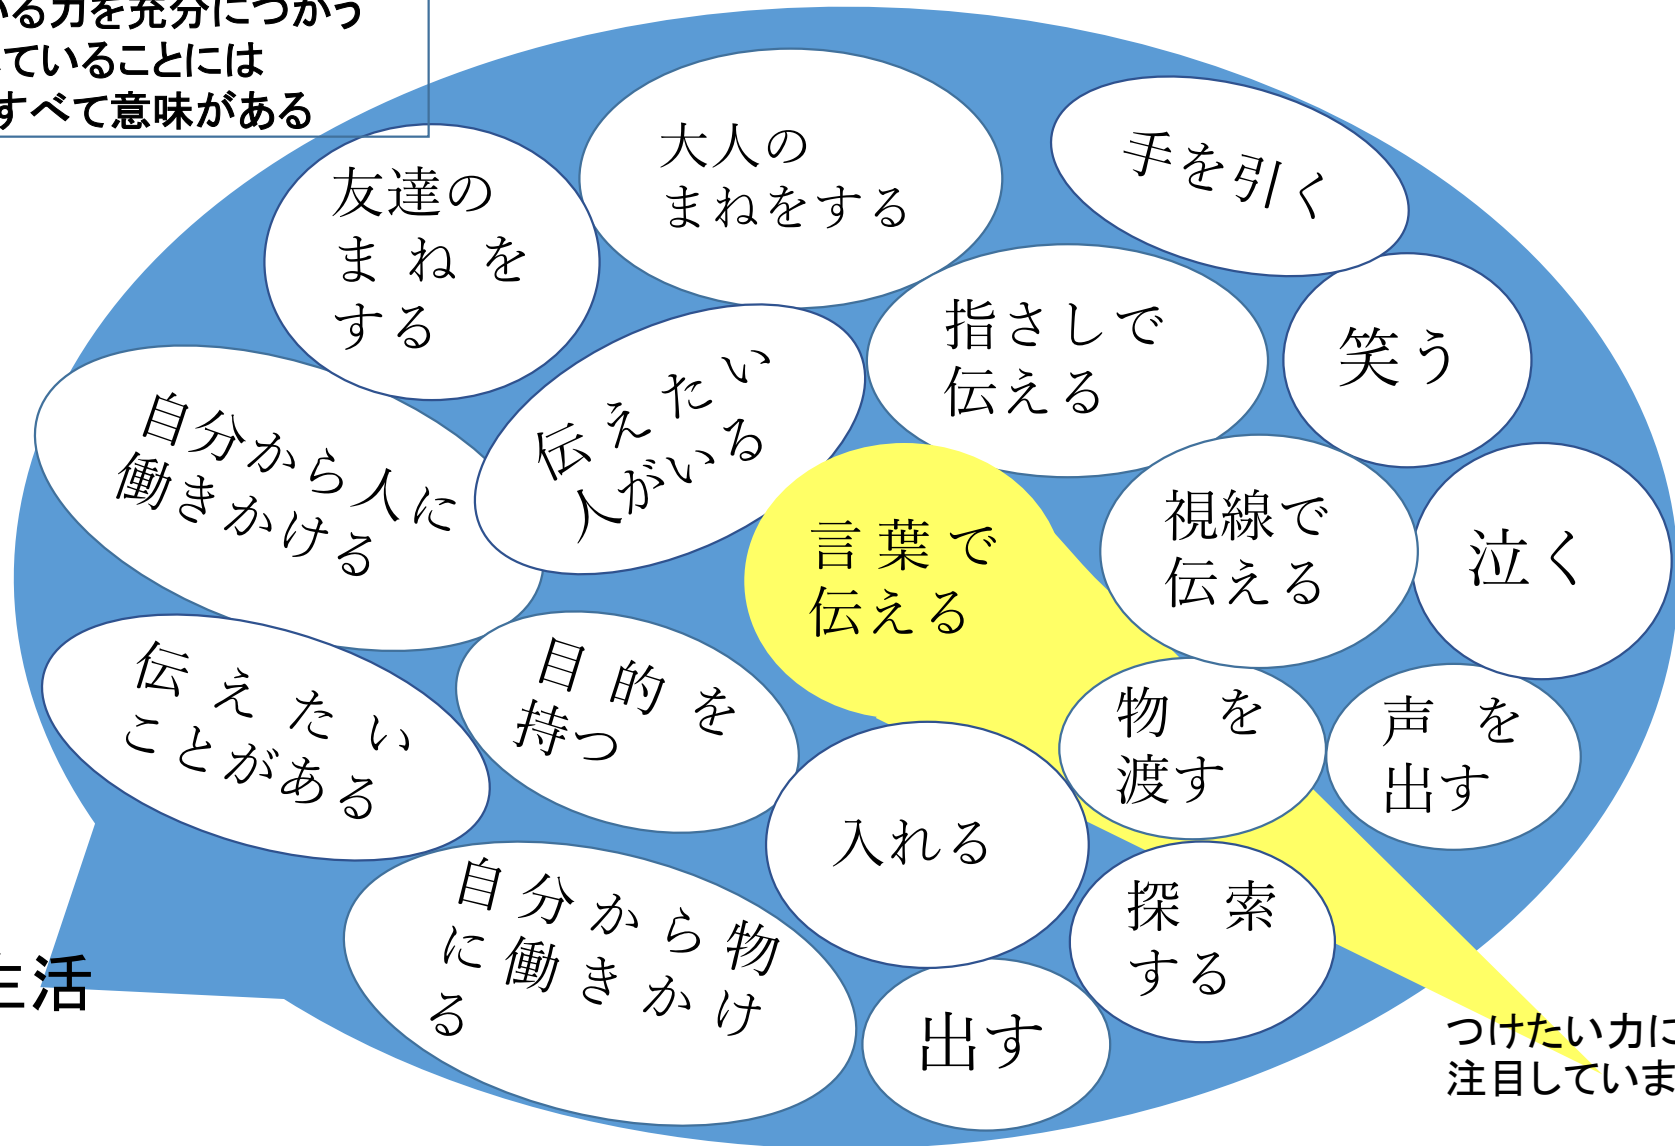 いる力を充分につかう
ていることには
すべて意味がある
友達の
まねを
する
大人の
まねをする
手を引く
自分から人に
働きかける
伝えたい
人がいる
指さしで
伝える
笑う
言葉で
伝える
視線で
伝える
泣く
伝えたい
ことがある
目的を
持つ
物を
渡す
声を
出す
入れる
自分から物
に働きかけ
る
探索
する
出す
生活
つけたい力に
注目していま